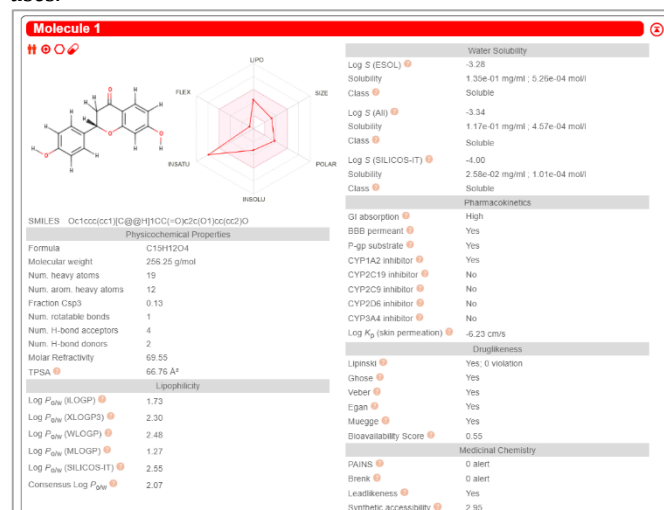 Molecule 1
LIPO
FLEX
SIZE
INSATU
POLAR
INSOLU
SMILES Oc1ccc(cc1)[C@@H]1CC(=O)c2c(O1)cc(cc2)O
Physicochemical Properties
Formula C15H12O4
Molecular weight 256.25 g/mol
Num. heavy atoms 19
Num. arom. heavy atoms 12
Fraction Csp3 0.13
Num. rotatable bonds 1
Num. H-bond acceptors 4
Num. H-bond donors 2
Molar Refractivity 69.55
TPSA 66.76 Å²
Lipophilicity
Log Po/w (iLOGP) 1.73
Log Po/w (XLOGP3) 2.30
Log Po/w (WLOGP) 2.48
Log Po/w (MLOGP) 1.27
Log Po/w (SILICOS-IT) 2.55
Consensus Log Po/w 2.07
Water Solubility
Log S (ESOL) -3.28
Solubility 1.35e-01 mg/ml ; 5.26e-04 mol/l
Class Soluble
Log S (Ali) -3.34
Solubility 1.17e-01 mg/ml ; 4.57e-04 mol/l
Class Soluble
Log S (SILICOS-IT) -4.00
Solubility 2.58e-02 mg/ml ; 1.01e-04 mol/l
Class Soluble
Pharmacokinetics
GI absorption High
BBB permeant Yes
P-gp substrate Yes
CYP1A2 inhibitor Yes
CYP2C19 inhibitor No
CYP2C9 inhibitor No
CYP2D6 inhibitor No
CYP3A4 inhibitor No
Log Kp (skin permeation) -6.23 cm/s
Druglikeness
Lipinski Yes; 0 violation
Ghose Yes
Veber Yes
Egan Yes
Muegge Yes
Bioavailability Score 0.55
Medicinal Chemistry
PAINS 0 alert
Brenk 0 alert
Leadlikeness Yes
Synthetic accessibility 2.95